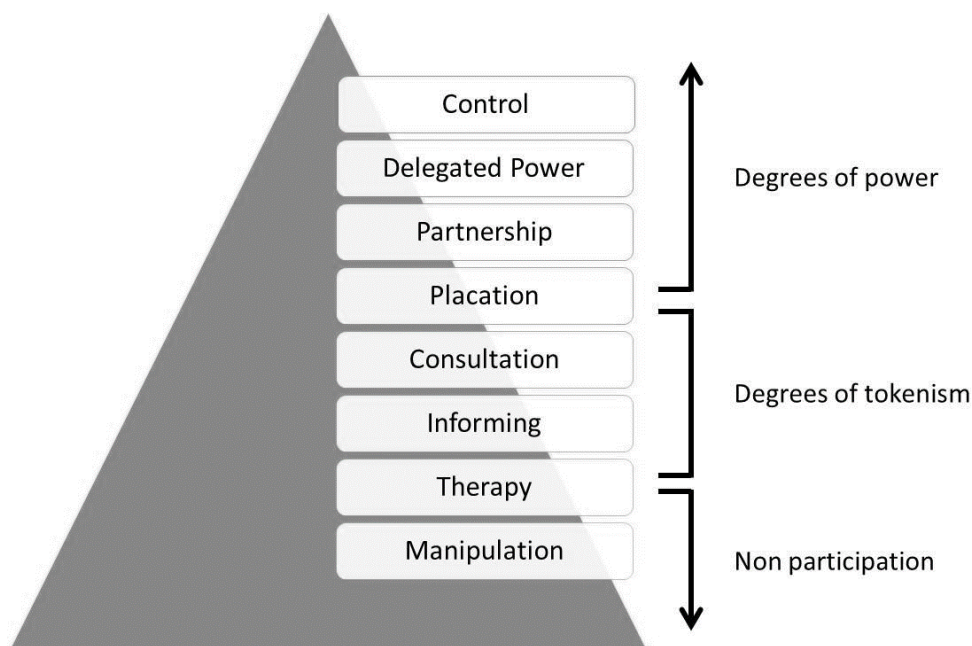 Control
Delegated Power
Partnership
Placation
Consultation
Informing
Therapy
Manipulation
Degrees of power
Degrees of tokenism
Non participation